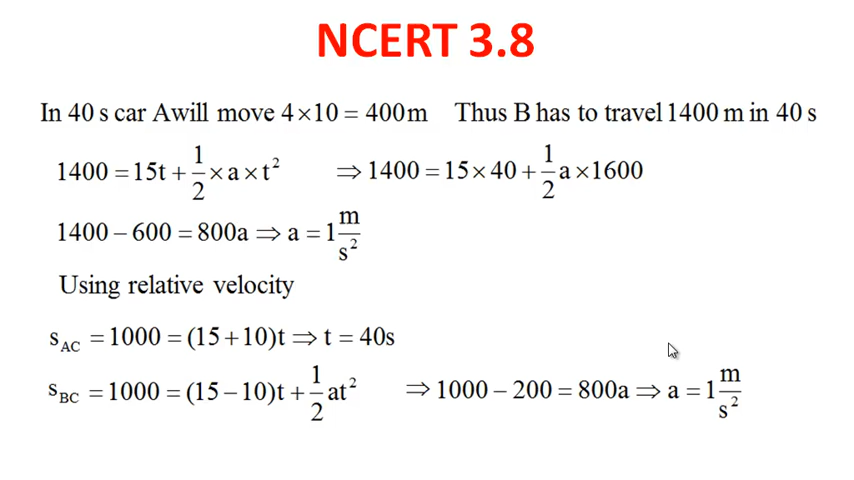 NCERT 3.8
In 40 s car Awill move 4×10 = 400m Thus B has to travel 1400 m in 40 s
1400 = 15t + 1/2 × a × t² ⇒ 1400 = 15 × 40 + 1/2 a × 1600
1400 − 600 = 800a ⇒ a = 1 m/s²
Using relative velocity
s_AC = 1000 = (15 + 10)t ⇒ t = 40s
s_BC = 1000 = (15 − 10)t + 1/2 at² ⇒ 1000 − 200 = 800a ⇒ a = 1 m/s²